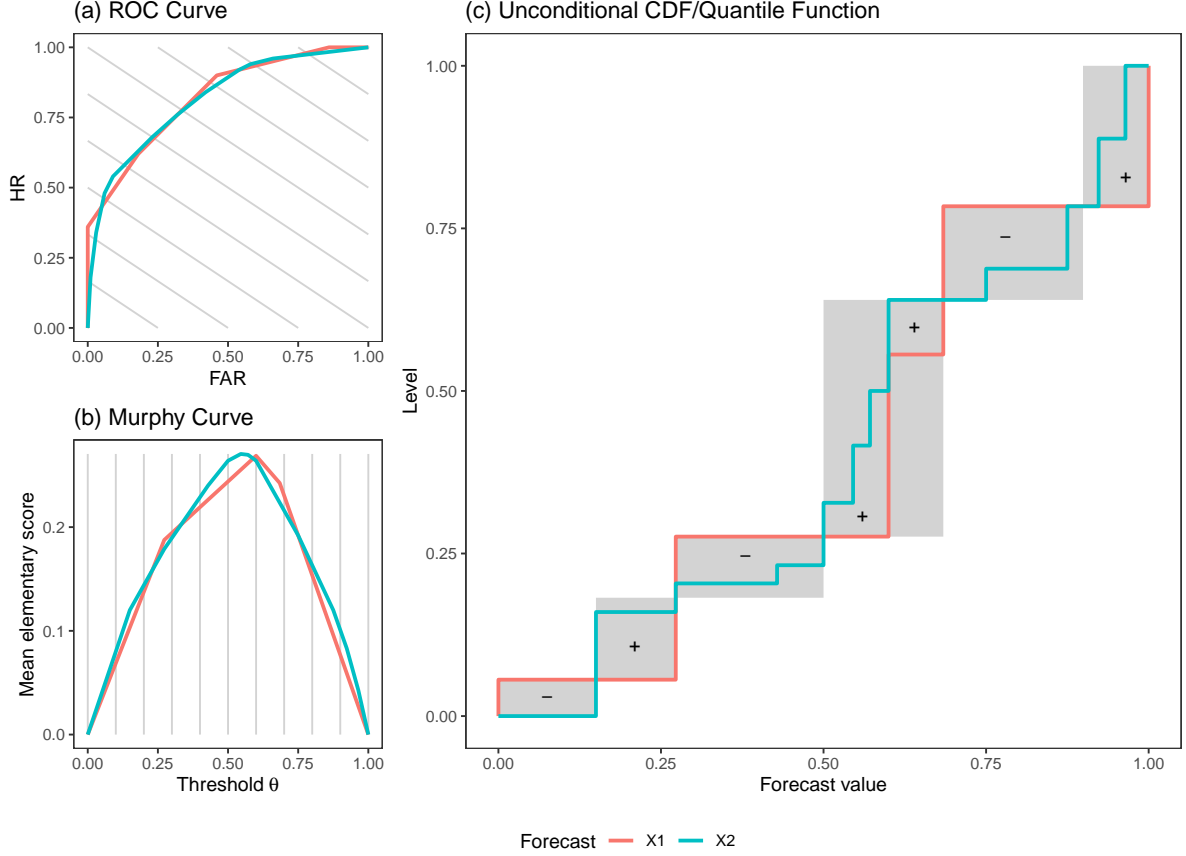 (a) ROC Curve
1.00
0.75
0.50
0.25
0.00
HR
0.00 0.25 0.50 0.75 1.00
FAR
(b) Murphy Curve
0.2
0.1
0.0
Mean elementary score
0.00 0.25 0.50 0.75 1.00
Threshold θ
(c) Unconditional CDF/Quantile Function
1.00
0.75
0.50
0.25
0.00
Level
+
−
+
+
−
+
−
0.00 0.25 0.50 0.75 1.00
Forecast value
Forecast X1 X2